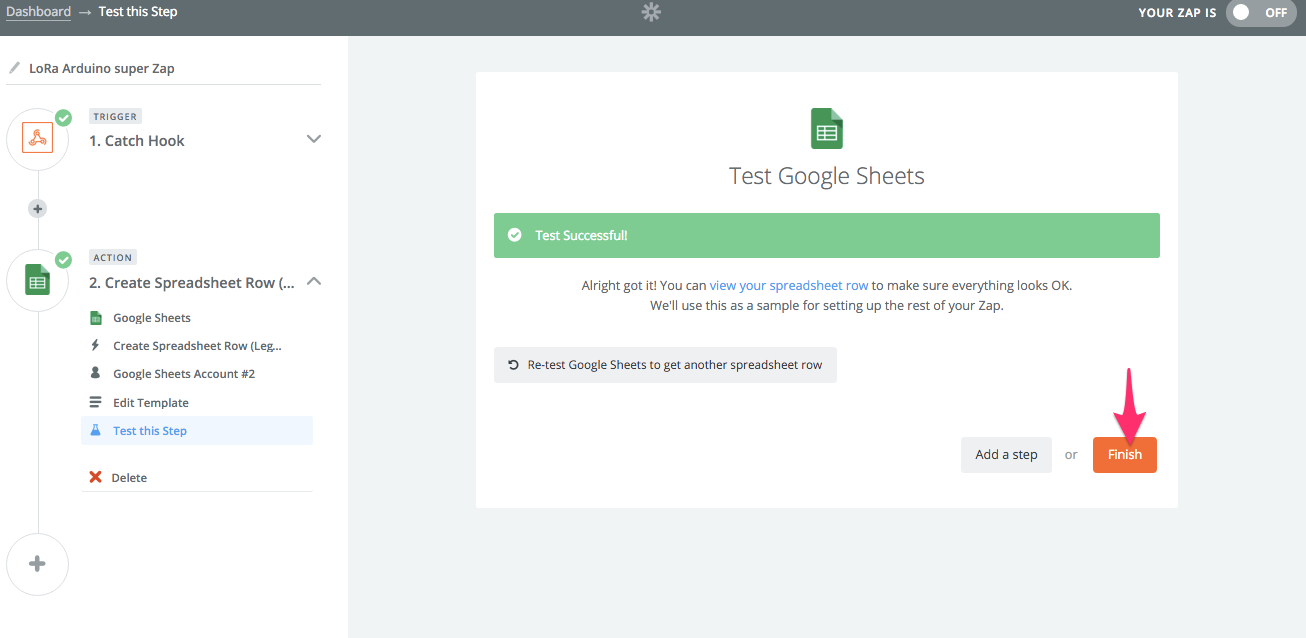 Dashboard → Test this Step
YOUR ZAP IS OFF
LoRa Arduino super Zap
TRIGGER
1. Catch Hook
ACTION
2. Create Spreadsheet Row (...
Google Sheets
Create Spreadsheet Row (Leg...
Google Sheets Account #2
Edit Template
Test this Step
Delete
Test Google Sheets
Test Successful!
Alright got it! You can view your spreadsheet row to make sure everything looks OK.
We'll use this as a sample for setting up the rest of your Zap.
Re-test Google Sheets to get another spreadsheet row
Add a step or Finish